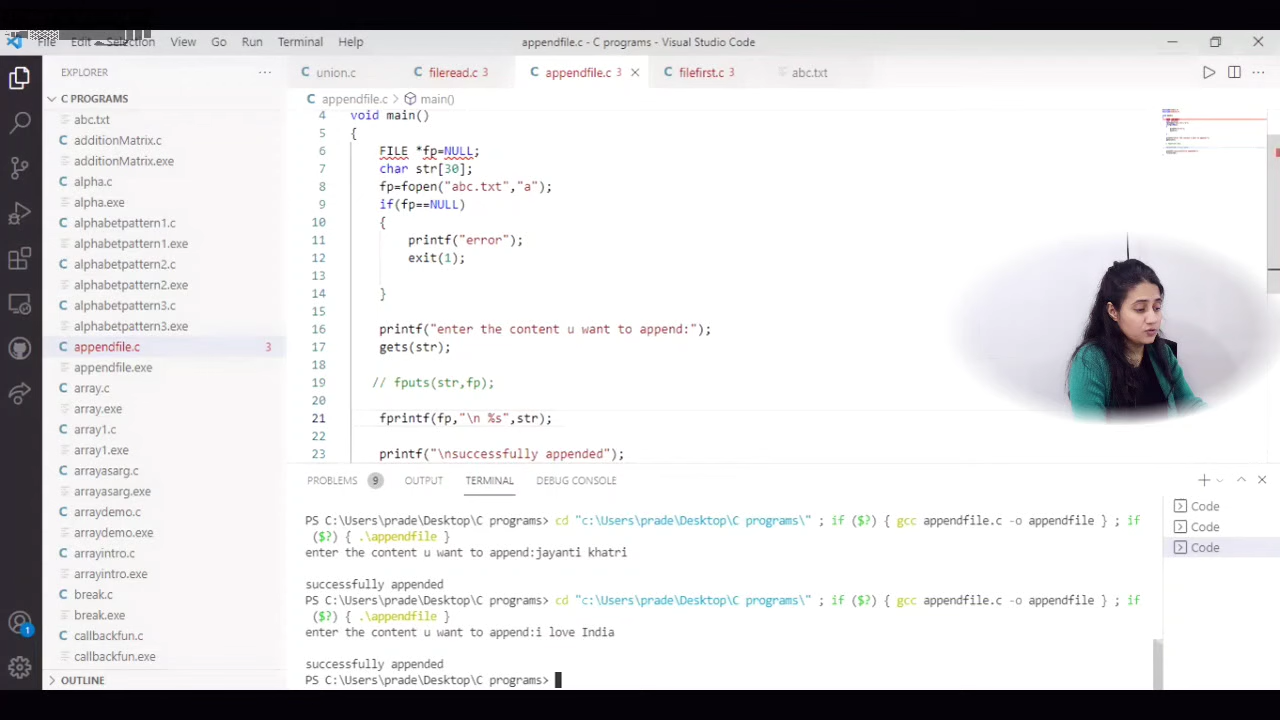 File Edit Selection View Go Run Terminal Help
appendfile.c - C programs - Visual Studio Code
EXPLORER
C PROGRAMS
abc.txt
additionMatrix.c
additionMatrix.exe
alpha.c
alpha.exe
alphabetpattern1.c
alphabetpattern1.exe
alphabetpattern2.c
alphabetpattern2.exe
alphabetpattern3.c
alphabetpattern3.exe
appendfile.c 3
appendfile.exe
array.c
array.exe
array1.c
array1.exe
arrayasarg.c
arrayasarg.exe
arraydemo.c
arraydemo.exe
arrayintro.c
arrayintro.exe
break.c
break.exe
callbackfun.c
callbackfun.exe
OUTLINE
1
C union.c C fileread.c 3 C appendfile.c 3 C filefirst.c 3 abc.txt
C appendfile.c > main()
4 void main()
5 {
6 FILE *fp=NULL;
7 char str[30];
8 fp=fopen("abc.txt","a");
9 if(fp==NULL)
10 {
11 printf("error");
12 exit(1);
13
14 }
15
16 printf("enter the content u want to append:");
17 gets(str);
18
19 // fputs(str,fp);
20
21 fprintf(fp,"\n %s",str);
22
23 printf("\nsuccessfully appended");
PROBLEMS 9 OUTPUT TERMINAL DEBUG CONSOLE
PS C:\Users\prade\Desktop\C programs> cd "c:\Users\prade\Desktop\C programs\" ; if ($?) { gcc appendfile.c -o appendfile } ; if
($?) { .\appendfile }
enter the content u want to append:jayanti khatri
successfully appended
PS C:\Users\prade\Desktop\C programs> cd "c:\Users\prade\Desktop\C programs\" ; if ($?) { gcc appendfile.c -o appendfile } ; if
($?) { .\appendfile }
enter the content u want to append:i love India
successfully appended
PS C:\Users\prade\Desktop\C programs>
Code
Code
Code